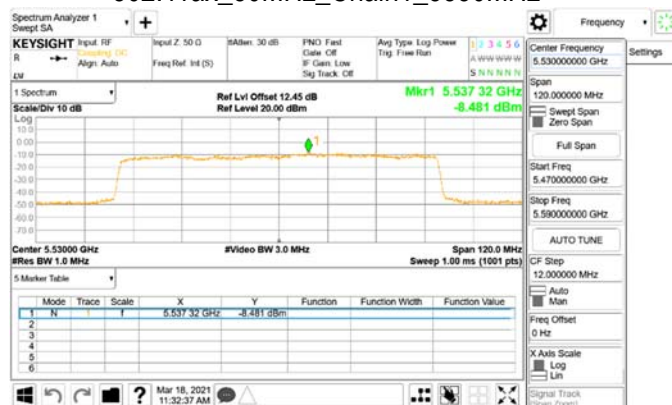 Spectrum Analyzer 1
Swept SA
+
Frequency
KEYSIGHT
Input: RF
Coupling: DC
Align: Auto
Input Z: 50 Ω
Freq Ref: Int (S)
#Atten: 30 dB
PNO: Fast
Gate: Off
IF Gain: Low
Sig Track: Off
Avg Type: Log Power
Trig: Free Run
1 2 3 4 5 6
A W W W W W
S N N N N N
R
LW
1 Spectrum
Scale/Div 10 dB
Ref Lvl Offset 12.45 dB
Ref Level 20.00 dBm
Mkr1 5.537 32 GHz
-8.481 dBm
Log
10.0
0.00
-10.0
-20.0
-30.0
-40.0
-50.0
-60.0
-70.0
1
Center 5.53000 GHz
#Res BW 1.0 MHz
#Video BW 3.0 MHz
Span 120.0 MHz
Sweep 1.00 ms (1001 pts)
5 Marker Table
Mode Trace Scale X Y Function Function Width Function Value
1 N 1 f 5.537 32 GHz -8.481 dBm
2
3
4
5
6
Mar 18, 2021
11:32:37 AM
Center Frequency
5.530000000 GHz
Settings
Span
120.000000 MHz
Swept Span
Zero Span
Full Span
Start Freq
5.470000000 GHz
Stop Freq
5.590000000 GHz
AUTO TUNE
CF Step
12.000000 MHz
Auto
Man
Freq Offset
0 Hz
X Axis Scale
Log
Lin
Signal Track
(Span Zoom)